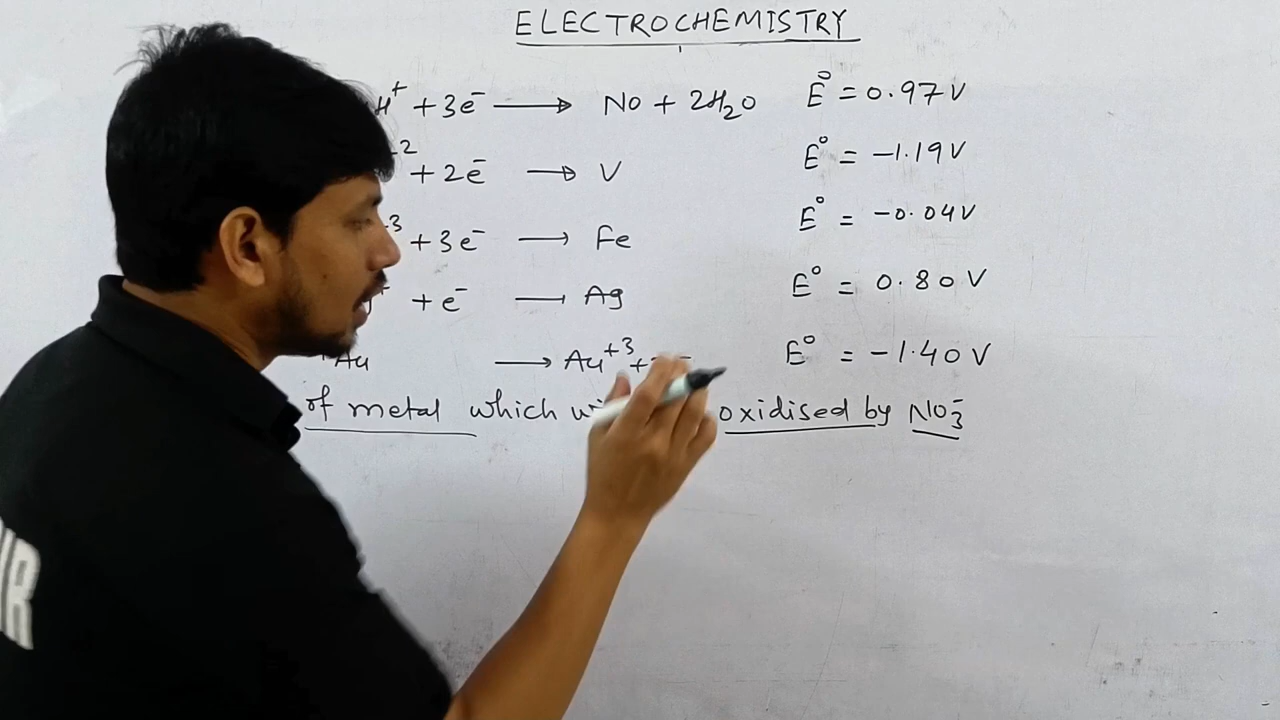 ELECTROCHEMISTRY
H⁺ + 3e⁻ ⟶ No + 2H₂O E° = 0.97 V
+ 2e⁻ ⟶ V E° = -1.19 V
+ 3e⁻ ⟶ Fe E° = -0.04 V
+ e⁻ ⟶ Ag E° = 0.80 V
Au ⟶ Au⁺³ + E° = -1.40 V
of metal which oxidised by No₃⁻